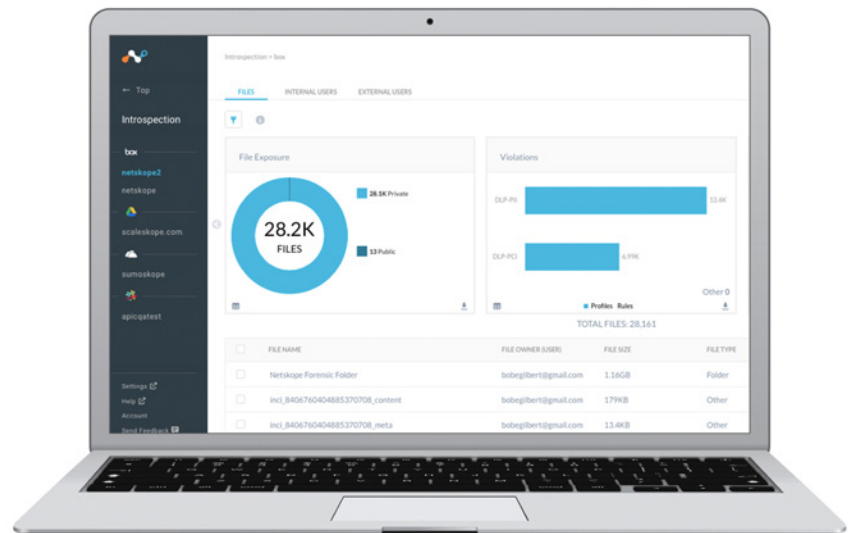 Introspection > box
← Top
FILES INTERNAL USERS EXTERNAL USERS
Introspection
box
File Exposure
Violations
netskope2
netskope
28.1K Private
DLP-PII
13.4K
28.2K
FILES
scaleskope.com
13 Public
DLP-PCI
6.99K
sumoskope
Other 0
Profiles Rules
apicqatest
TOTAL FILES: 28,161
FILE NAME FILE OWNER (USER) FILE SIZE FILE TYPE
Netskope Forensic Folder bobegilbert@gmail.com 1.16GB Folder
Settings
Help
inci_8406760404885370708_content bobegilbert@gmail.com 179KB Other
Account
inci_8406760404885370708_meta bobegilbert@gmail.com 13.4KB Other
Send Feedback